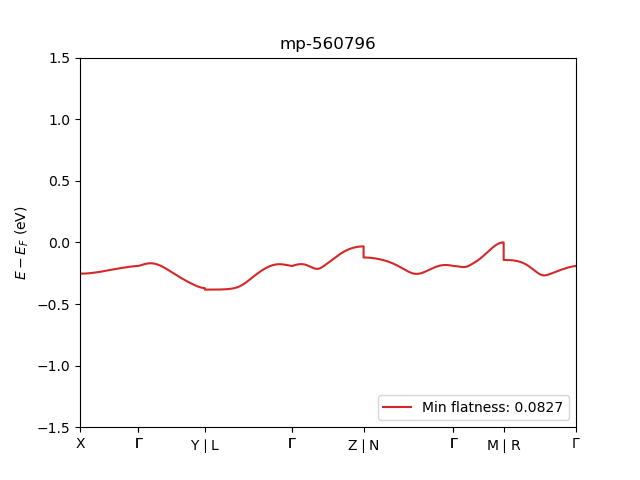 mp-560796
E − E_F (eV)
1.5
1.0
0.5
0.0
−0.5
−1.0
−1.5
Min flatness: 0.0827
X Γ Y | L Γ Z | N Γ M | R Γ